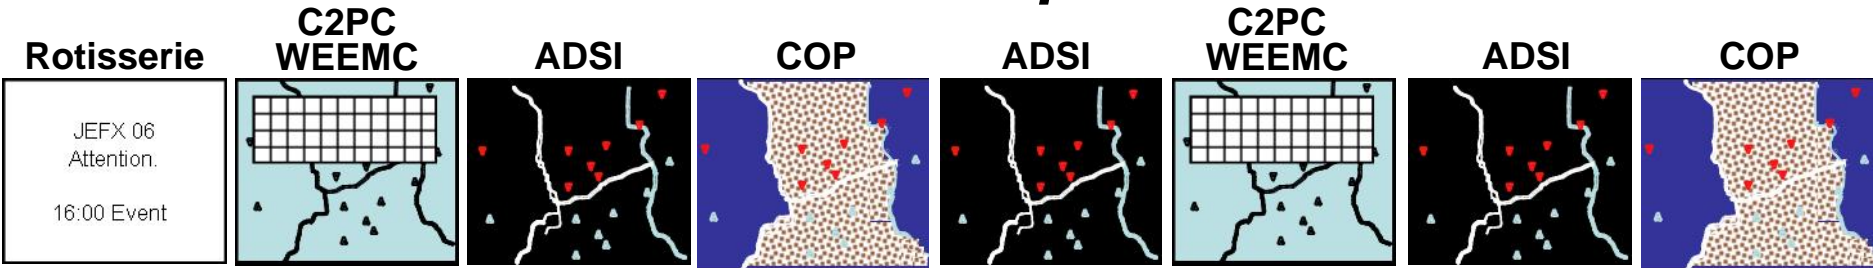 Rotisserie
C2PC
WEEMC
ADSI
COP
ADSI
C2PC
WEEMC
ADSI
COP
JEFX 06
Attention.
16:00 Event